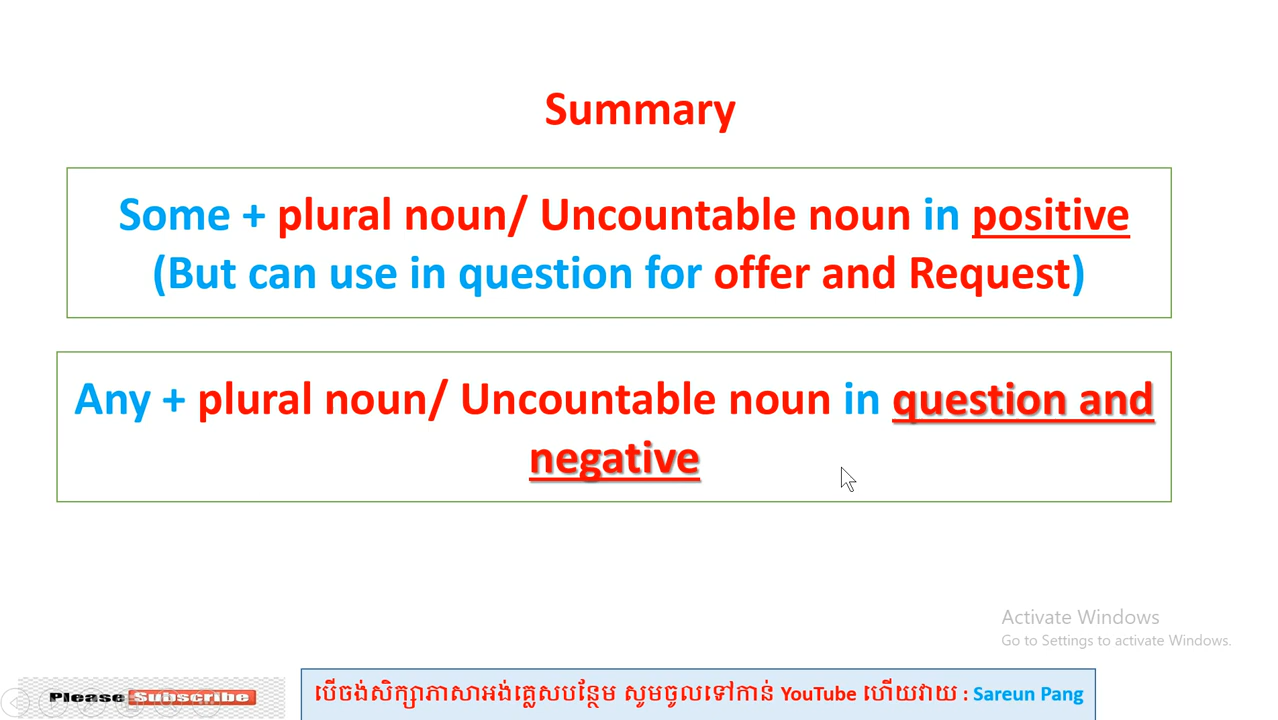 Summary
Some + plural noun/ Uncountable noun in positive
(But can use in question for offer and Request)
Any + plural noun/ Uncountable noun in question and
negative
Activate Windows
Go to Settings to activate Windows.
Please Subscribe
បើចង់សិក្សាភាសាអង់គ្លេសបន្ថែម សូមចូលទៅកាន់ YouTube ហើយវាយ : Sareun Pang